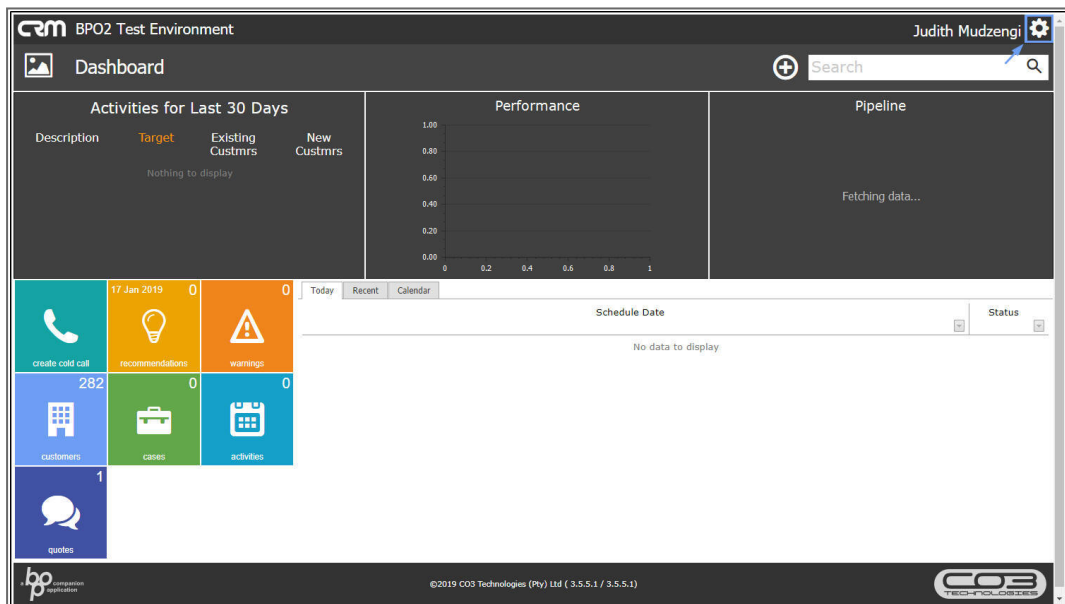 CRM BPO2 Test Environment
Judith Mudzengi
Dashboard
Search
Activities for Last 30 Days
Description Target Existing Custmrs New Custmrs
Nothing to display
Performance
1.00
0.80
0.60
0.40
0.20
0.00
0 0.2 0.4 0.6 0.8 1
Pipeline
Fetching data...
create cold call
17 Jan 2019 0
recommendations
0
warnings
282
customers
0
cases
0
activities
1
quotes
Today Recent Calendar
Schedule Date Status
No data to display
a bp companion application
©2019 CO3 Technologies (Pty) Ltd ( 3.5.5.1 / 3.5.5.1)
CO3
TECHNOLOGIES